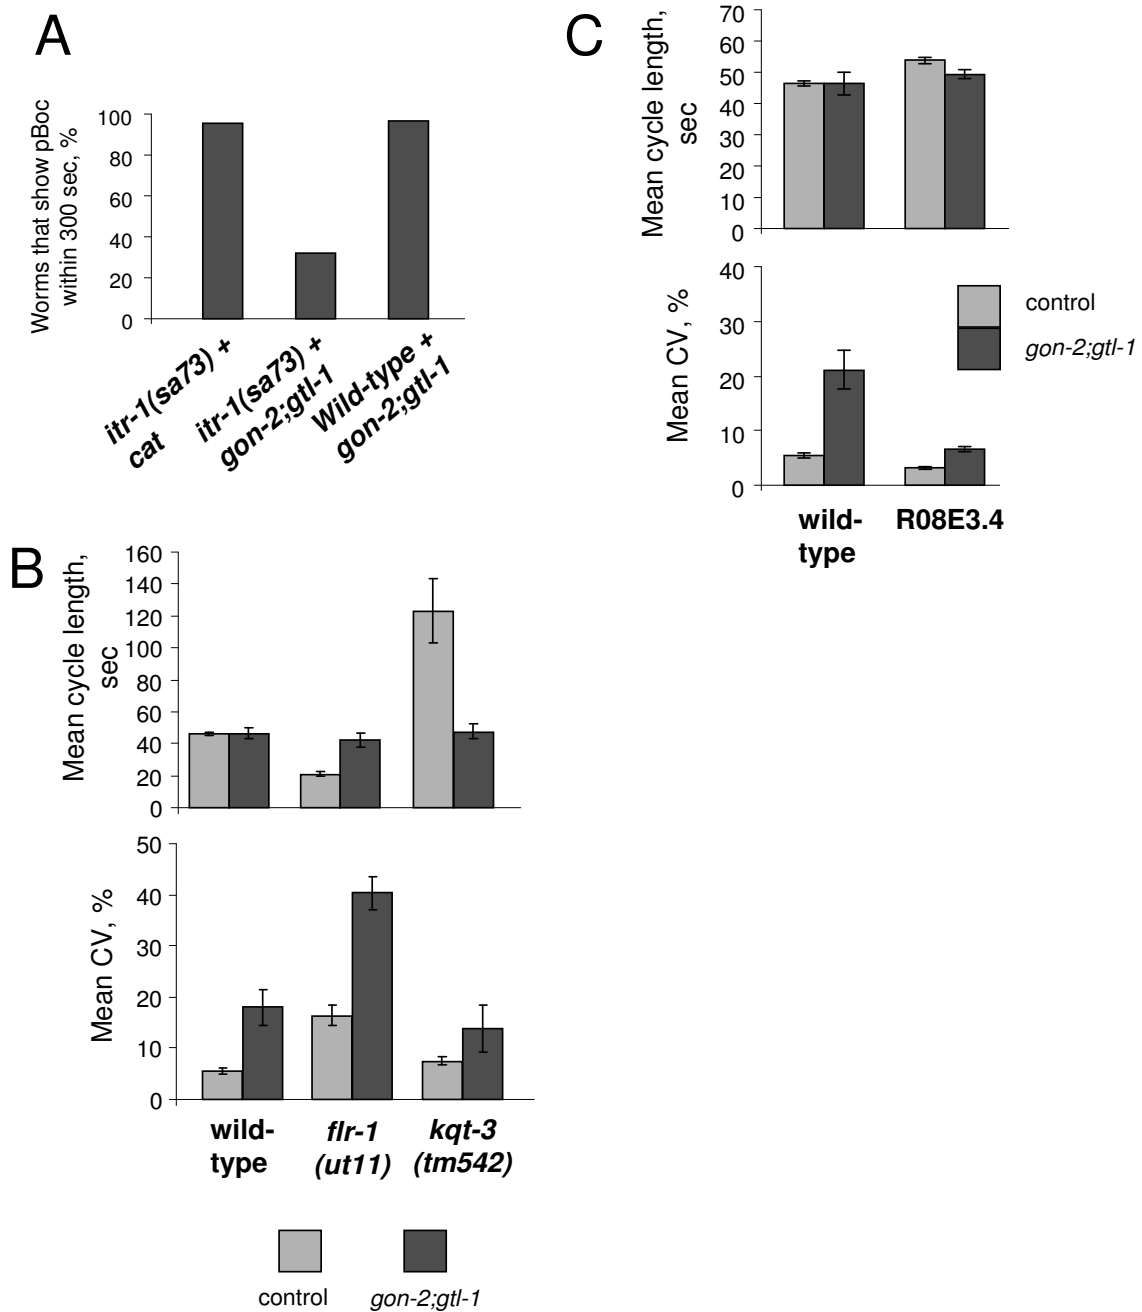 A
Worms that show pBoc
within 300 sec, %
100
80
60
40
20
0
itr-1(sa73) +
cat
itr-1(sa73) +
gon-2;gtl-1
Wild-type +
gon-2;gtl-1
C
Mean cycle length,
sec
70
60
50
40
30
20
10
0
Mean CV, %
40
30
20
10
0
control
gon-2;gtl-1
wild-
type
R08E3.4
B
Mean cycle length,
sec
160
140
120
100
80
60
40
20
0
Mean CV, %
50
40
30
20
10
0
wild-
type
flr-1
(ut11)
kqt-3
(tm542)
control
gon-2;gtl-1